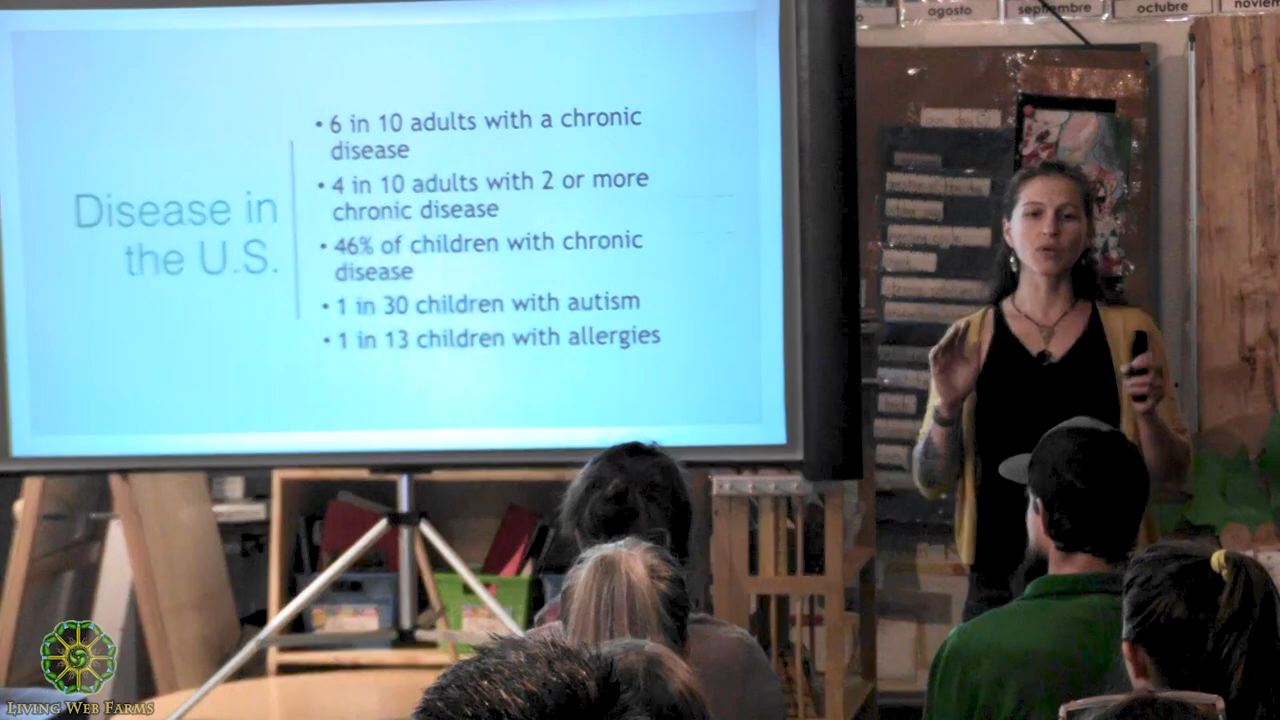 agosto
septiembre
octubre
Disease in
the U.S.
• 6 in 10 adults with a chronic
disease
• 4 in 10 adults with 2 or more
chronic disease
• 46% of children with chronic
disease
• 1 in 30 children with autism
• 1 in 13 children with allergies
LIVING WEB FARMS